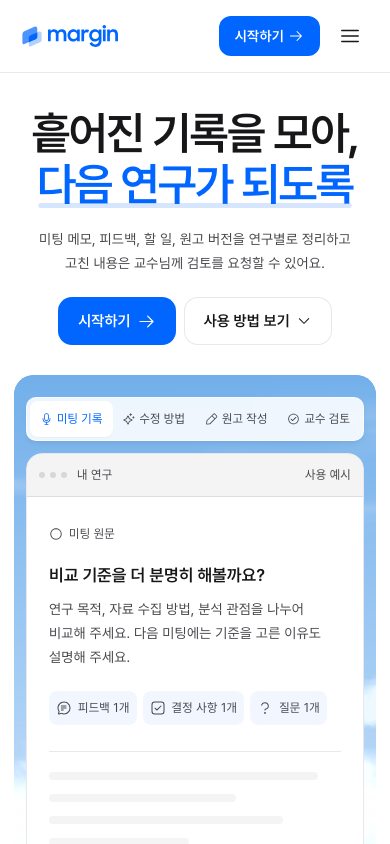 margin
시작하기 →
흩어진 기록을 모아,
다음 연구가 되도록
미팅 메모, 피드백, 할 일, 원고 버전을 연구별로 정리하고
고친 내용은 교수님께 검토를 요청할 수 있어요.
시작하기 →
사용 방법 보기
미팅 기록
수정 방법
원고 작성
교수 검토
내 연구
사용 예시
미팅 원문
비교 기준을 더 분명히 해볼까요?
연구 목적, 자료 수집 방법, 분석 관점을 나누어
비교해 주세요. 다음 미팅에는 기준을 고른 이유도
설명해 주세요.
피드백 1개
결정 사항 1개
? 질문 1개